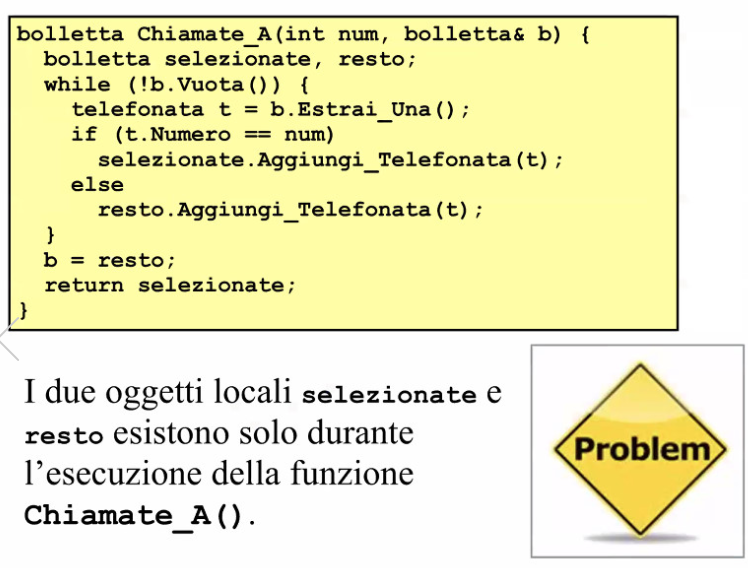 bolletta Chiamate_A(int num, bolletta& b) {
  bolletta selezionate, resto;
  while (!b.Vuota()) {
    telefonata t = b.Estrai_Una();
    if (t.Numero == num)
      selezionate.Aggiungi_Telefonata(t);
    else
      resto.Aggiungi_Telefonata(t);
  }
  b = resto;
  return selezionate;
}
I due oggetti locali selezionate e
resto esistono solo durante
l’esecuzione della funzione
Chiamate_A().
Problem